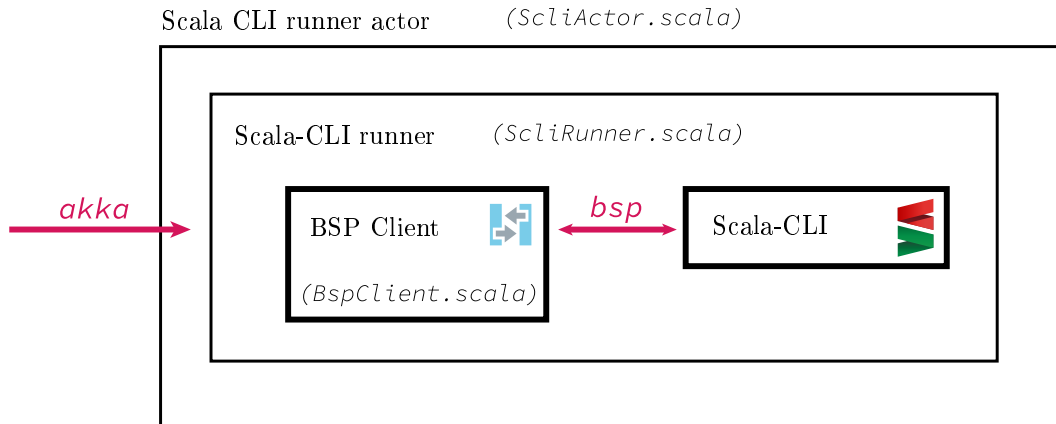 Scala CLI runner actor (ScliActor.scala)
Scala-CLI runner (ScliRunner.scala)
akka
BSP Client
bsp
Scala-CLI
(BspClient.scala)